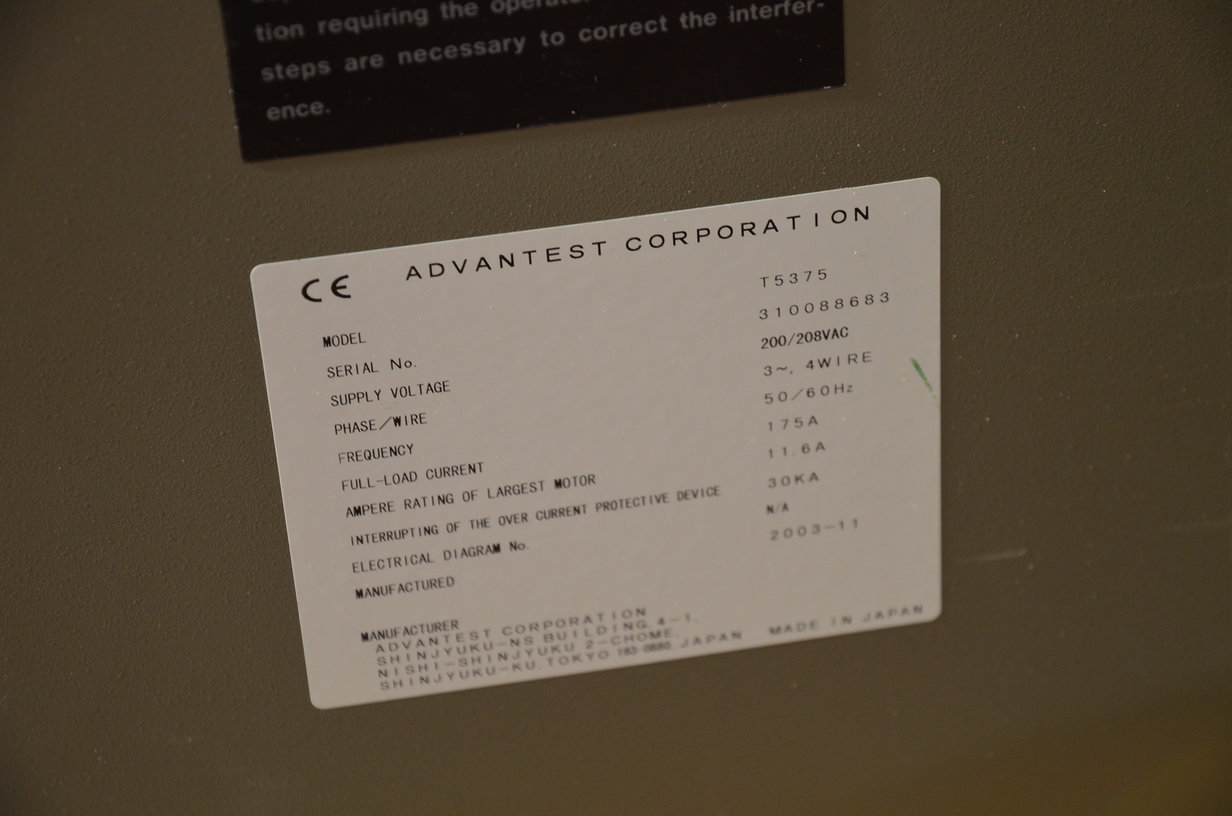 tion requiring the
steps are necessary to correct the interfer-
ence.
CE ADVANTEST CORPORATION
MODEL T5375
SERIAL No. 310088683
SUPPLY VOLTAGE 200/208VAC
PHASE/WIRE 3~, 4WIRE
FREQUENCY 50/60Hz
FULL-LOAD CURRENT 175A
AMPERE RATING OF LARGEST MOTOR 11.6A
INTERRUPTING OF THE OVER CURRENT PROTECTIVE DEVICE 30KA
ELECTRICAL DIAGRAM No. N/A
MANUFACTURED 2003-11
MANUFACTURER
ADVANTEST CORPORATION
SHINJYUKU-NS BUILDING, 4-1,
NISHI-SHINJYUKU 2-CHOME,
SHINJYUKU-KU, TOKYO 163-0880, JAPAN MADE IN JAPAN